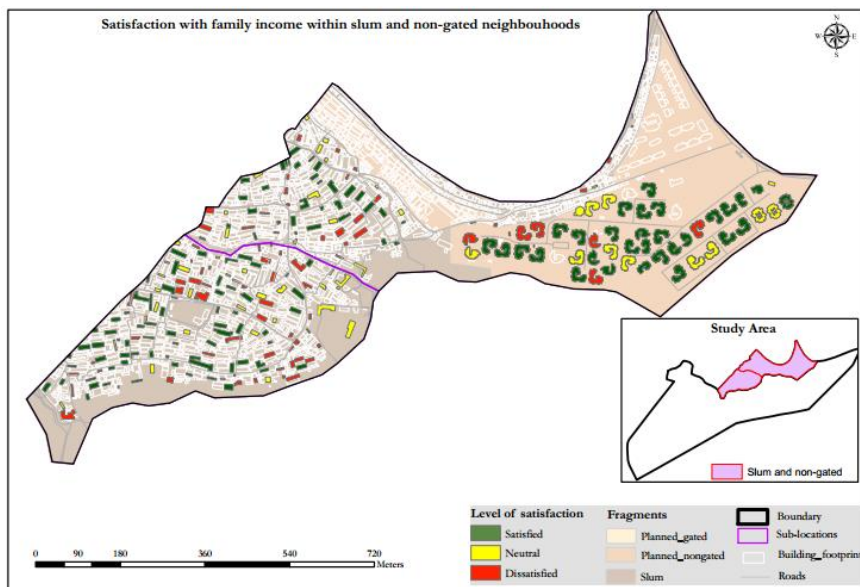 Satisfaction with family income within slum and non-gated neighbouhoods
N
W E
S
Study Area
Slum and non-gated
Level of satisfaction
Satisfied
Neutral
Dissatisfied
Fragments
Planned_gated
Planned_nongated
Slum
Boundary
Sub-locations
Building_footprint
Roads
0 90 180 360 540 720
Meters